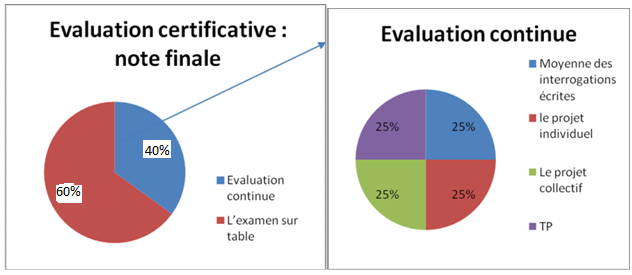 Evaluation certificative :
note finale
40%
60%
Evaluation
continue
L'examen sur
table
Evaluation continue
25%
25%
25%
25%
Moyenne des
interrogations
écrites
le projet
individuel
Le projet
collectif
TP